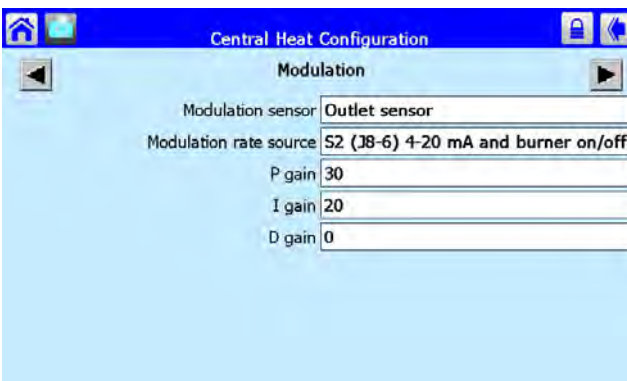 Central Heat Configuration
Modulation
Modulation sensor Outlet sensor
Modulation rate source S2 (J8-6) 4-20 mA and burner on/off
P gain 30
I gain 20
D gain 0